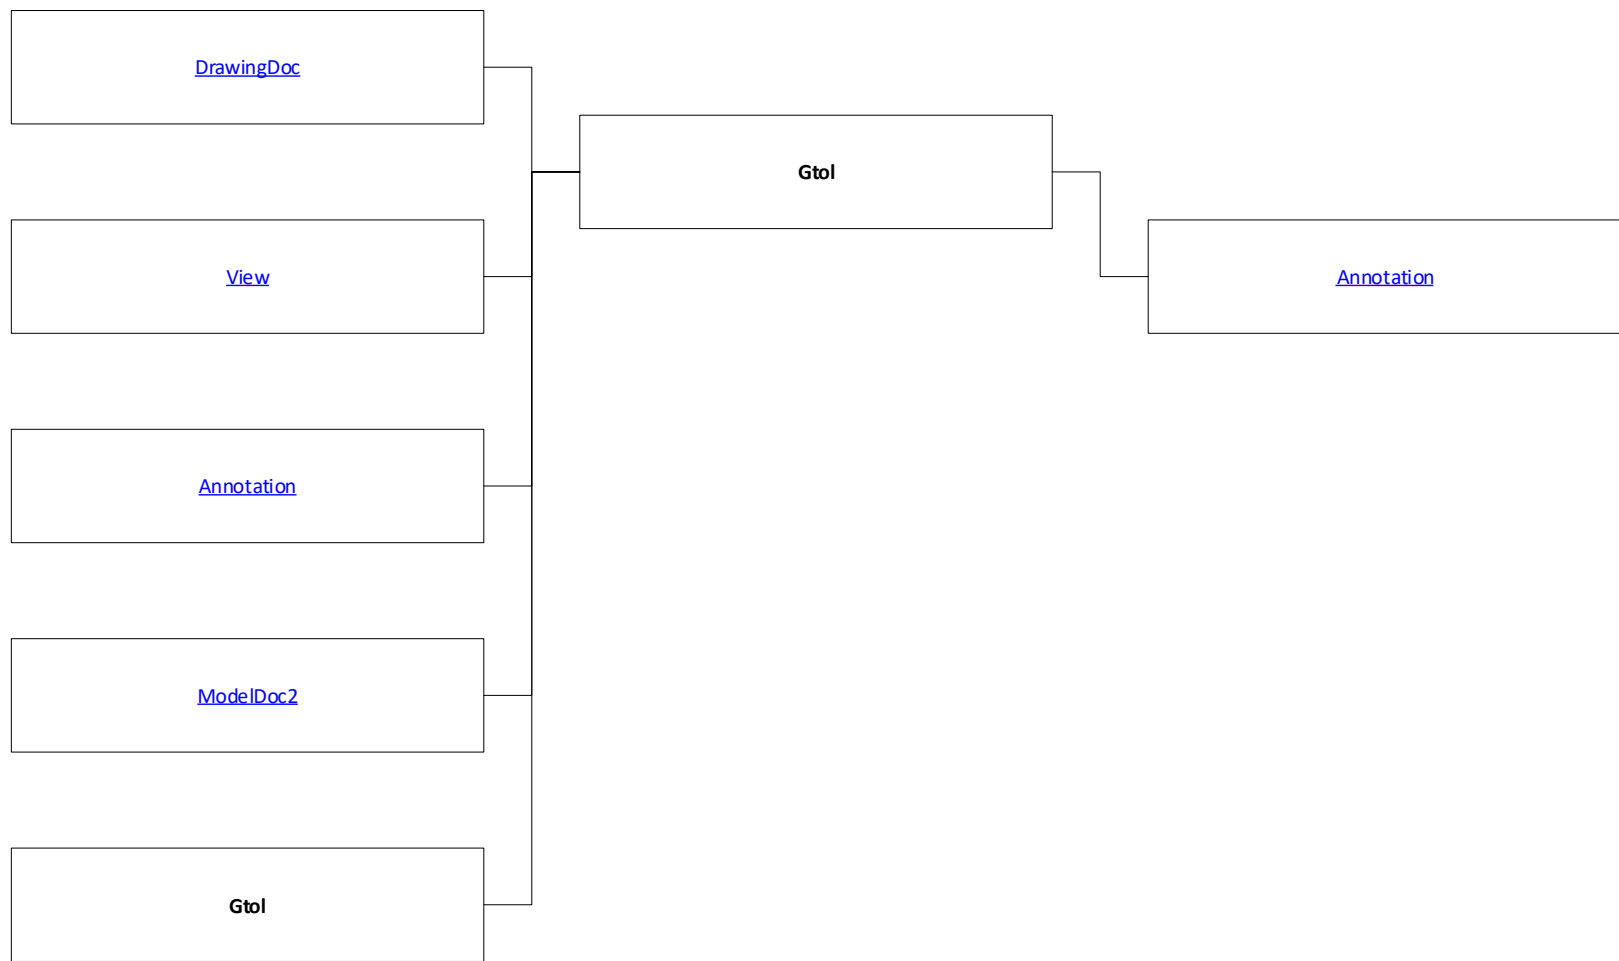 DrawingDoc
Gtol
View
Annotation
Annotation
ModelDoc2
Gtol